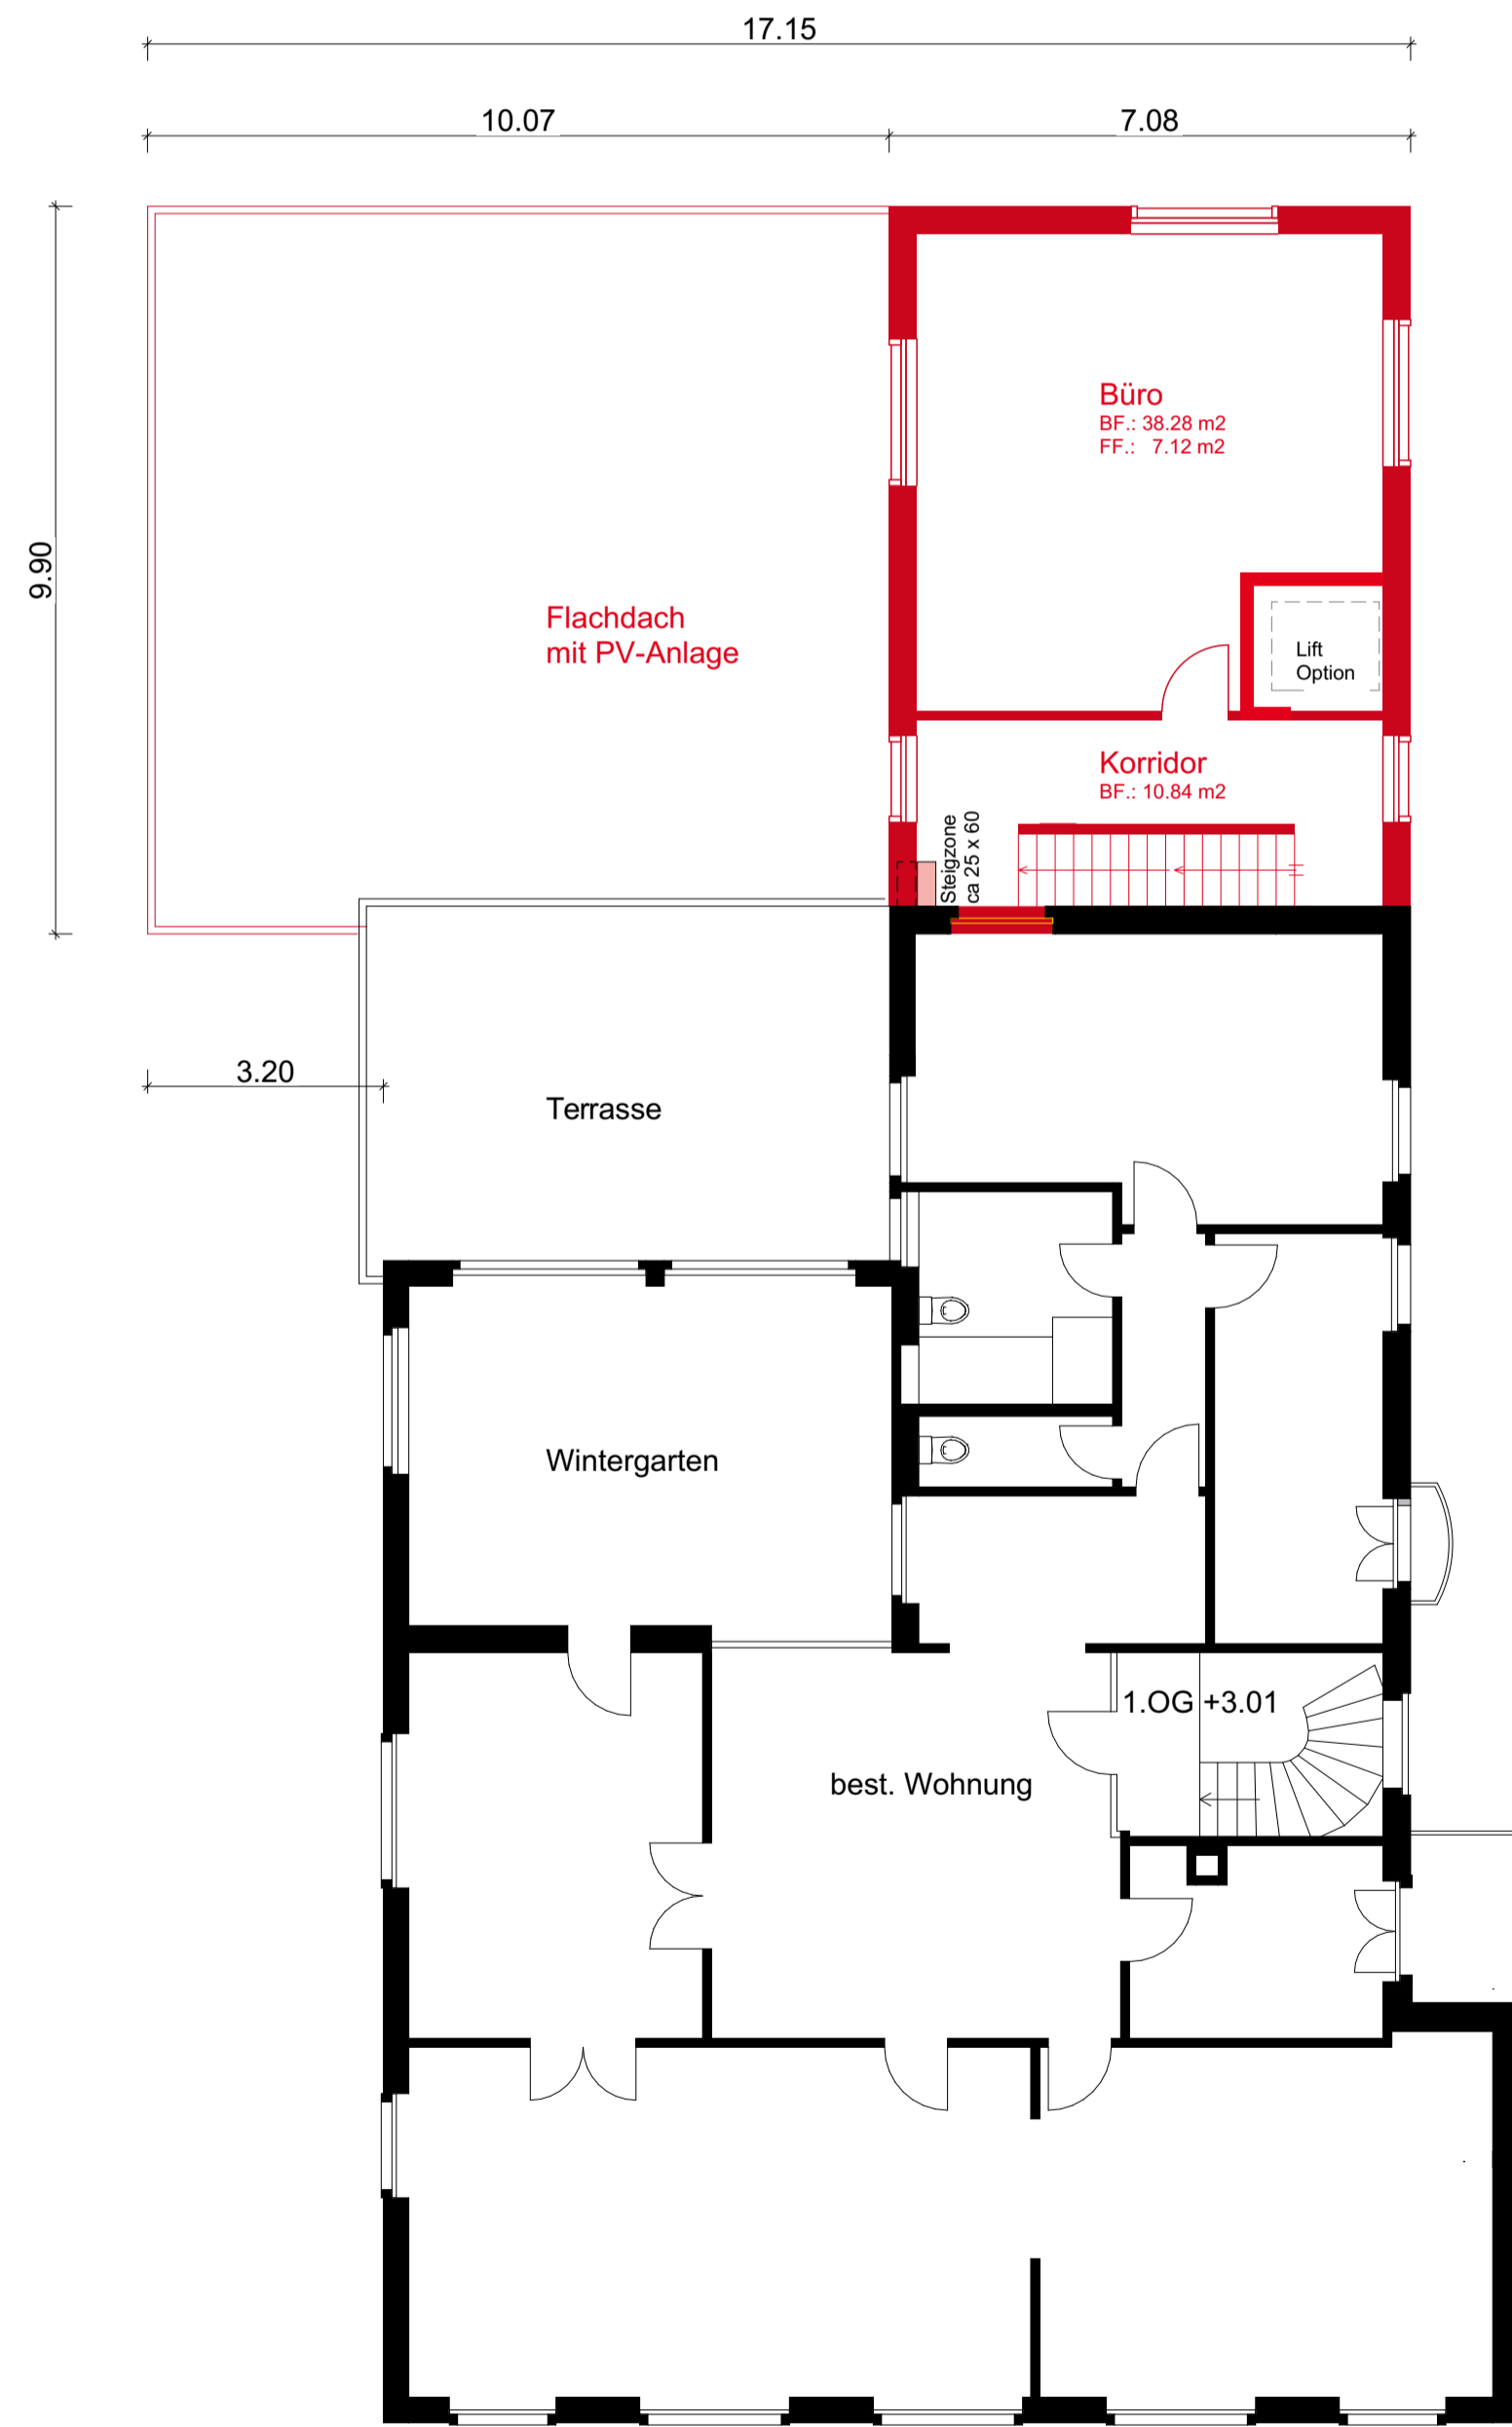 17.15
10.07
7.08
9.90
Büro
BF.: 38.28 m2
FF.: 7.12 m2
Flachdach
mit PV-Anlage
Lift
Option
Korridor
BF.: 10.84 m2
Steigzone
ca 25 x 60
3.20
Terrasse
Wintergarten
1.OG +3.01
best. Wohnung